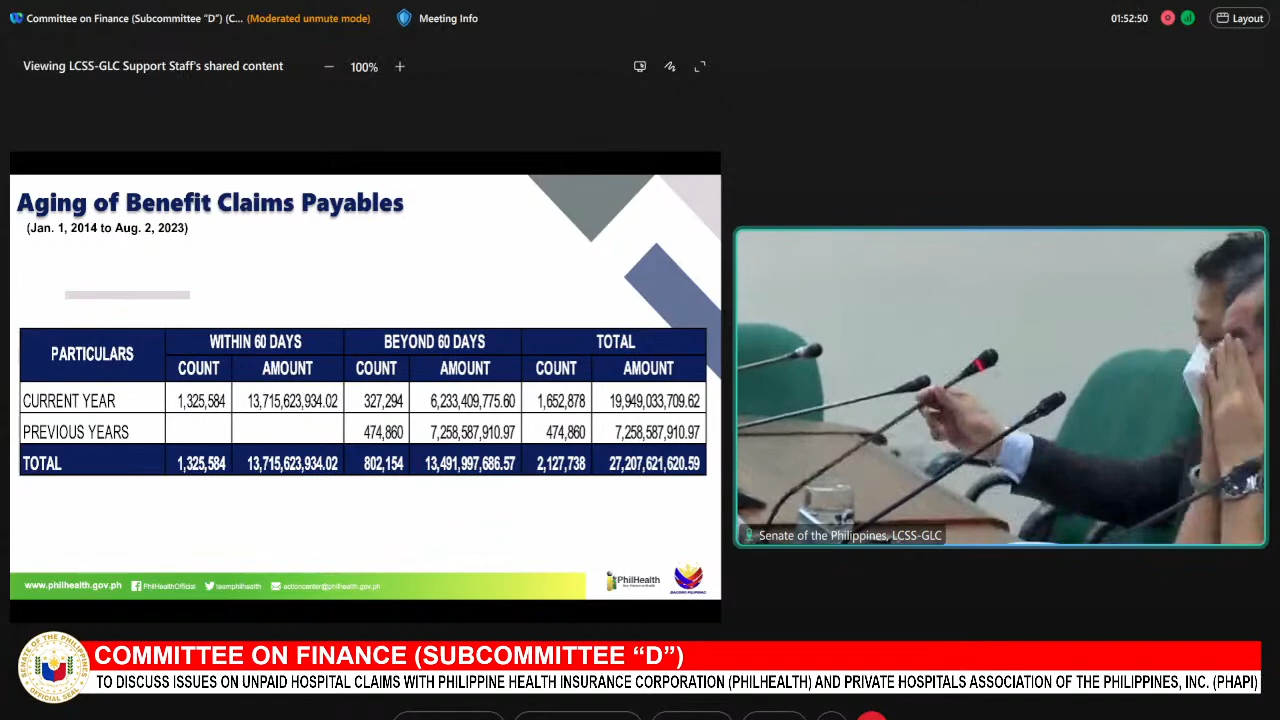 Committee on Finance (Subcommittee “D”) (C... (Moderated unmute mode) Meeting Info 01:52:50 Layout
Viewing LCSS-GLC Support Staff's shared content − 100% +
Aging of Benefit Claims Payables
(Jan. 1, 2014 to Aug. 2, 2023)
PARTICULARS WITHIN 60 DAYS BEYOND 60 DAYS TOTAL
COUNT AMOUNT COUNT AMOUNT COUNT AMOUNT
CURRENT YEAR 1,325,584 13,715,623,934.02 327,294 6,233,409,775.60 1,652,878 19,949,033,709.62
PREVIOUS YEARS 474,860 7,258,587,910.97 474,860 7,258,587,910.97
TOTAL 1,325,584 13,715,623,934.02 802,154 13,491,997,686.57 2,127,738 27,207,621,620.59
www.philhealth.gov.ph PhilHealthOfficial teamphilhealth actioncenter@philhealth.gov.ph PhilHealth
BAGONG PILIPINAS
Senate of the Philippines, LCSS-GLC
SENATE OF THE PHILIPPINES
OFFICIAL SEAL
COMMITTEE ON FINANCE (SUBCOMMITTEE “D”)
TO DISCUSS ISSUES ON UNPAID HOSPITAL CLAIMS WITH PHILIPPINE HEALTH INSURANCE CORPORATION (PHILHEALTH) AND PRIVATE HOSPITALS ASSOCIATION OF THE PHILIPPINES, INC. (PHAPI)